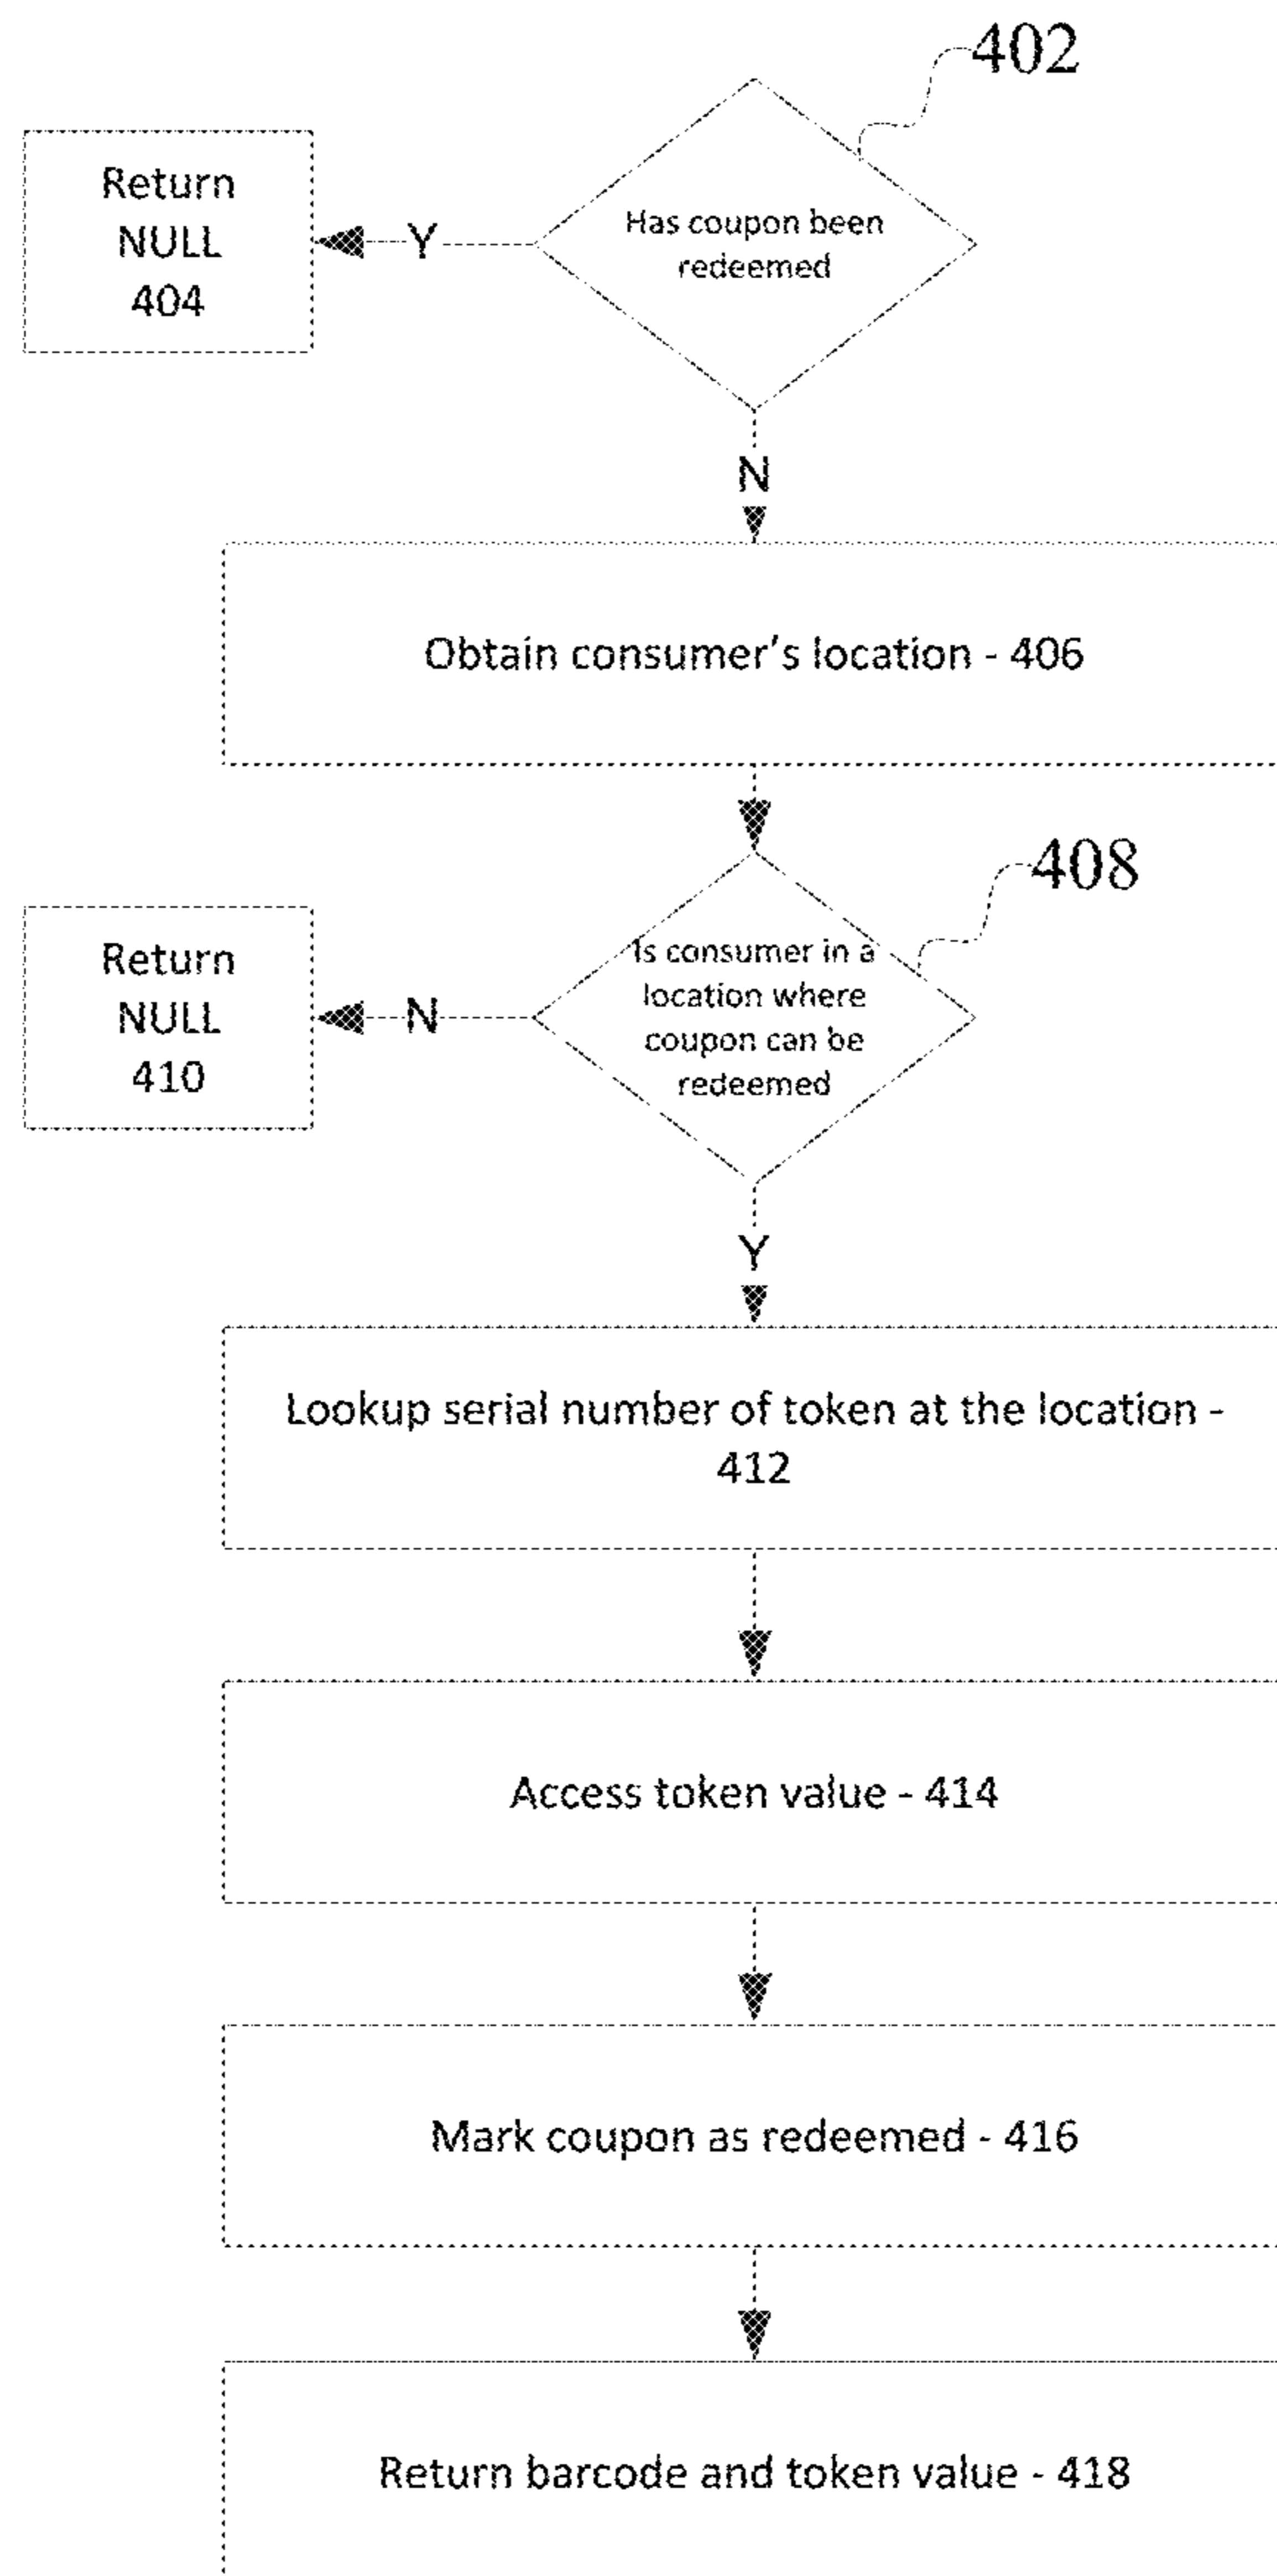 402
Has coupon been
redeemed
Y
Return
NULL
404
N
Obtain consumer's location - 406
408
Is consumer in a
location where
coupon can be
redeemed
N
Return
NULL
410
Y
Lookup serial number of token at the location -
412
Access token value - 414
Mark coupon as redeemed - 416
Return barcode and token value - 418